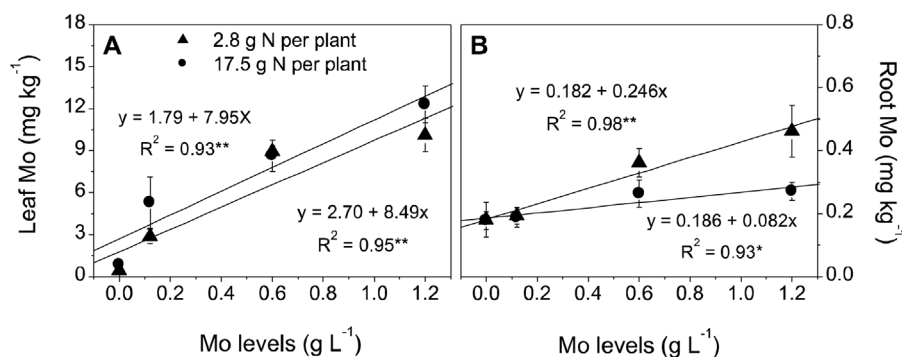 A
▲ 2.8 g N per plant
● 17.5 g N per plant
y = 1.79 + 7.95X
R² = 0.93**
y = 2.70 + 8.49x
R² = 0.95**
Leaf Mo (mg kg⁻¹)
18
15
12
9
6
3
0
0.0 0.2 0.4 0.6 0.8 1.0 1.2
Mo levels (g L⁻¹)
B
y = 0.182 + 0.246x
R² = 0.98**
y = 0.186 + 0.082x
R² = 0.93*
0.8
0.6
0.4
0.2
0.0
Root Mo (mg kg⁻¹)
0.0 0.2 0.4 0.6 0.8 1.0 1.2
Mo levels (g L⁻¹)